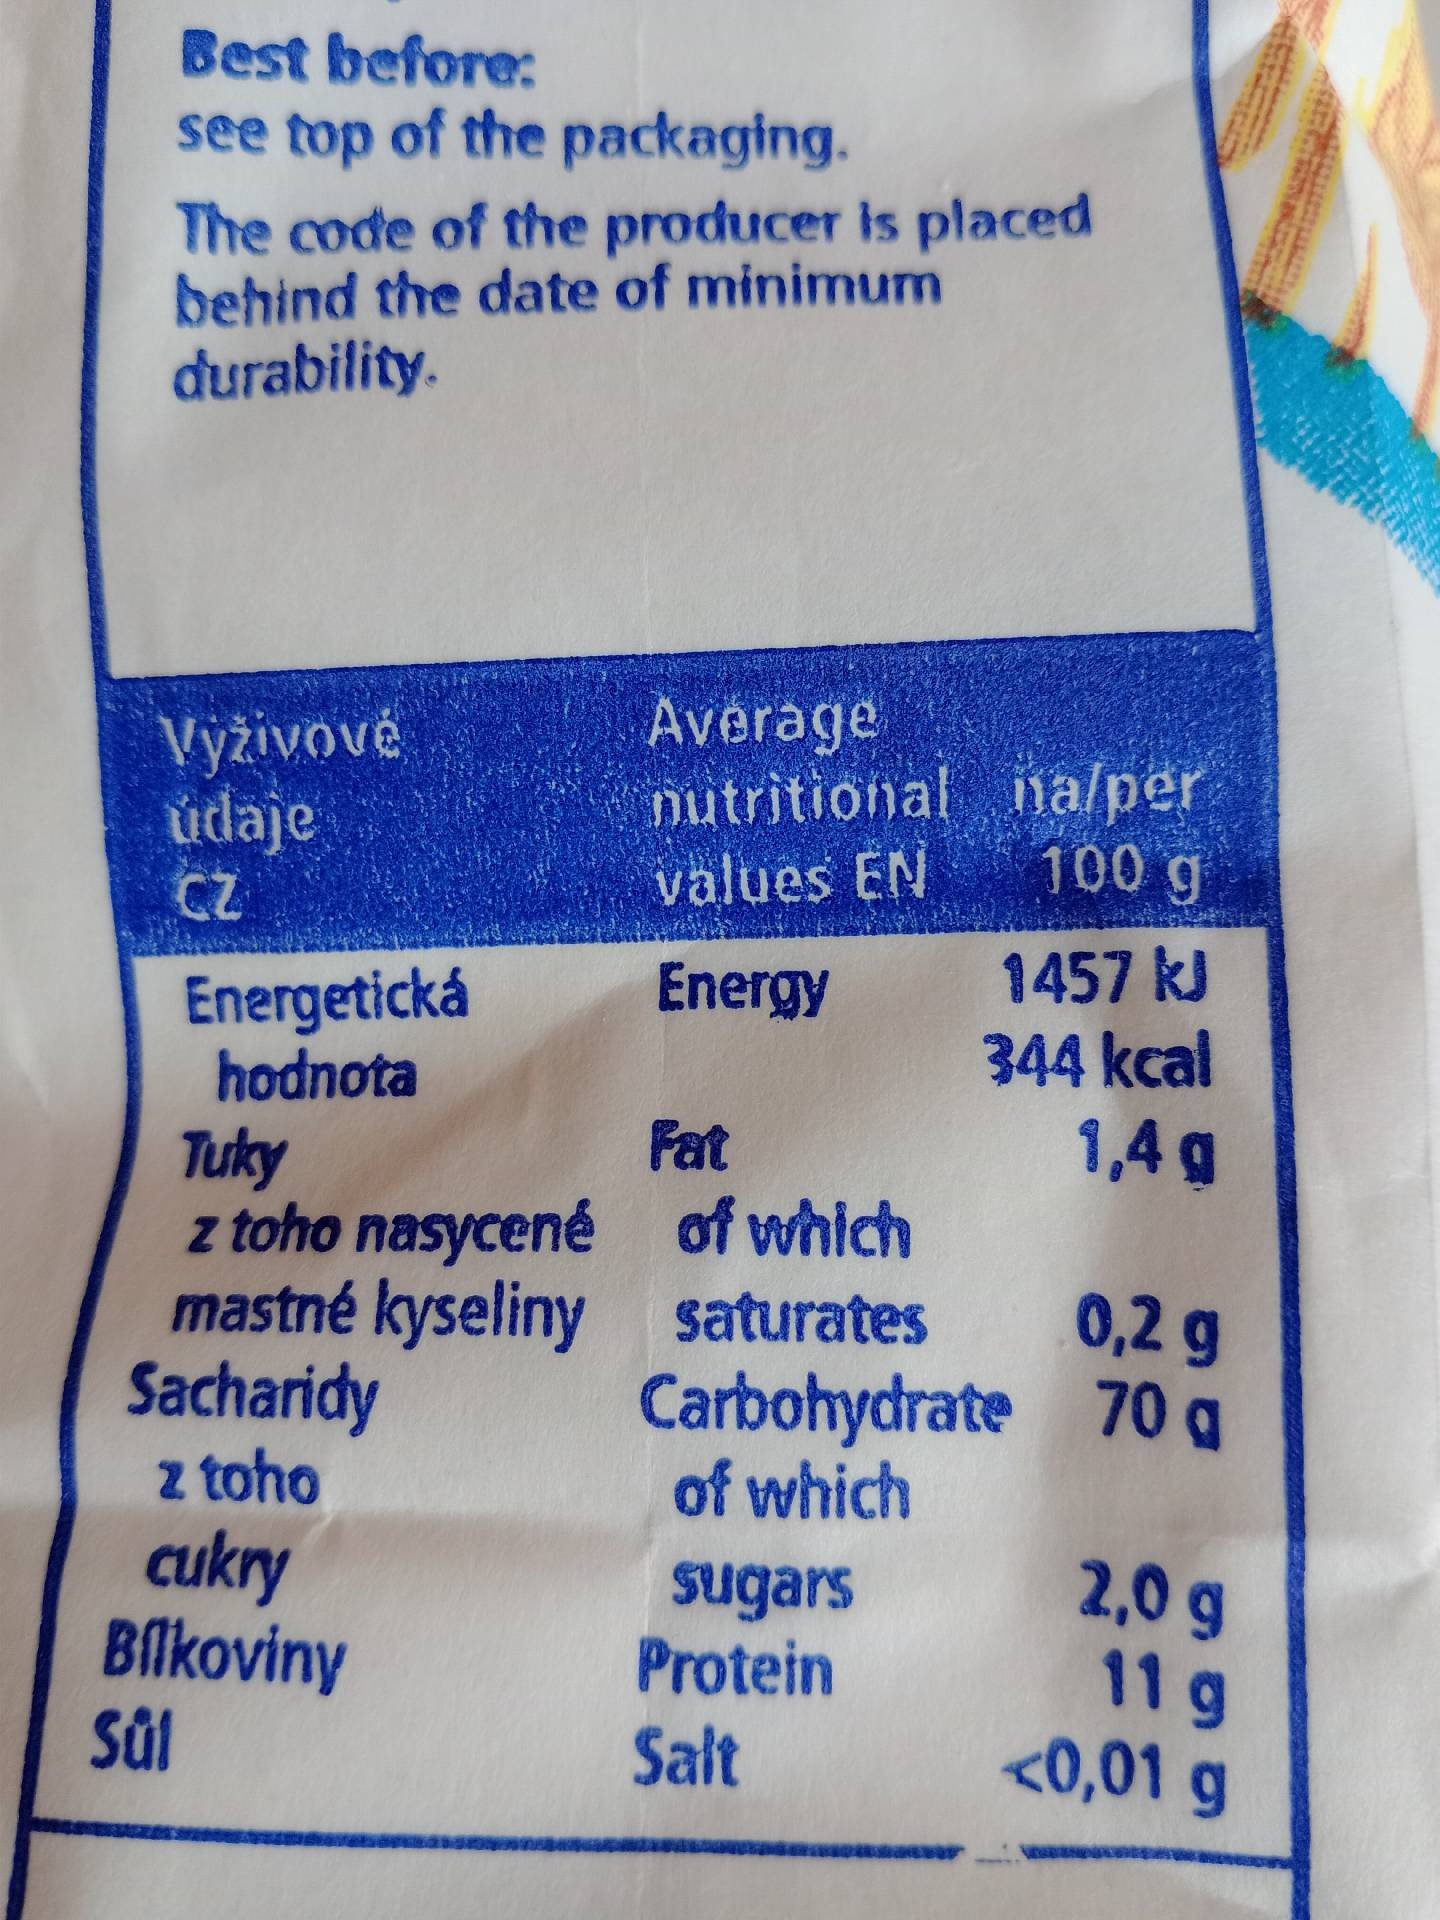 Best before:
see top of the packaging.
The code of the producer is placed
behind the date of minimum
durability.
Výživové
údaje
CZ
Average
nutritional
values EN
na/per
100 g
Energetická
hodnota
Energy
1457 kJ
344 kcal
Tuky Fat 1,4 g
z toho nasycené
mastné kyseliny
of which
saturates
0,2 g
Sacharidy Carbohydrate 70 g
z toho
cukry
of which
sugars
2,0 g
Bílkoviny Protein 11 g
Sůl Salt <0,01 g